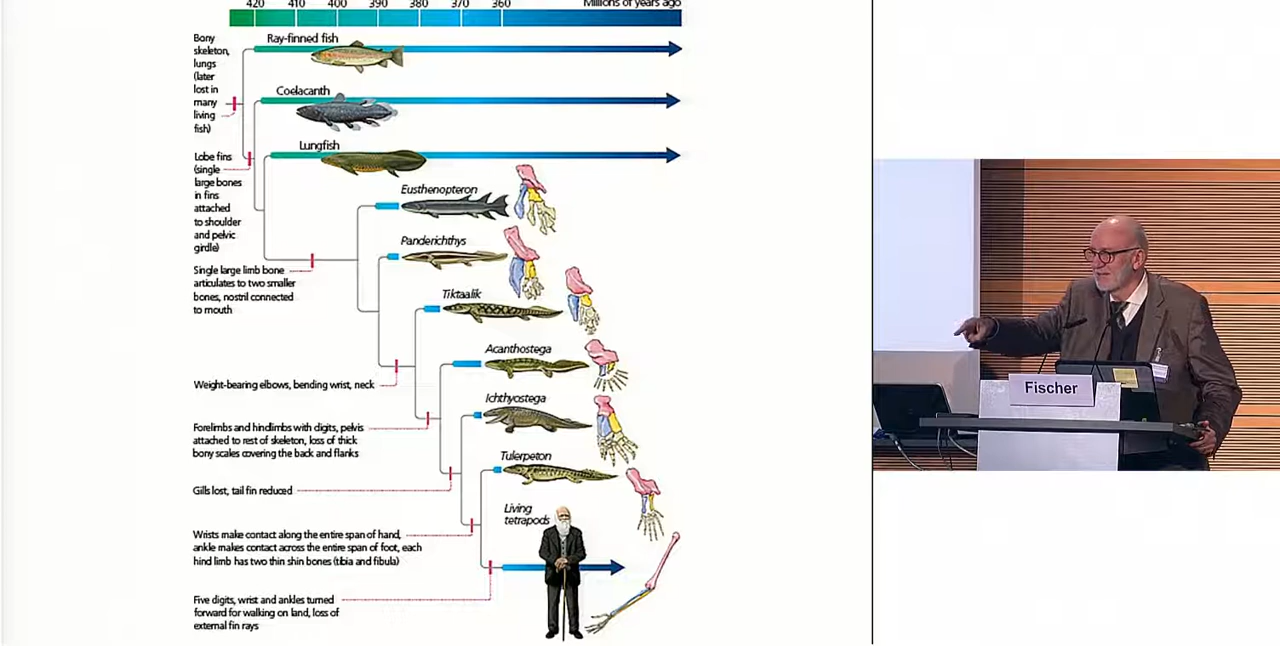 420 410 400 390 380 370 360 Millions of years ago
Bony
skeleton,
lungs
(later
lost in
many
living
fish)
Ray-finned fish
Coelacanth
Lungfish
Lobe fins
(single
large bones
in fins
attached
to shoulder
and pelvic
girdle)
Eusthenopteron
Panderichthys
Single large limb bone
articulates to two smaller
bones, nostril connected
to mouth
Tiktaalik
Acanthostega
Weight-bearing elbows, bending wrist, neck
Ichthyostega
Forelimbs and hindlimbs with digits, pelvis
attached to rest of skeleton, loss of thick
bony scales covering the back and flanks
Tulerpeton
Gills lost, tail fin reduced
Living
tetrapods
Wrists make contact along the entire span of hand,
ankle makes contact across the entire span of foot, each
hind limb has two thin shin bones (tibia and fibula)
Five digits, wrist and ankles turned
forward for walking on land, loss of
external fin rays
Fischer